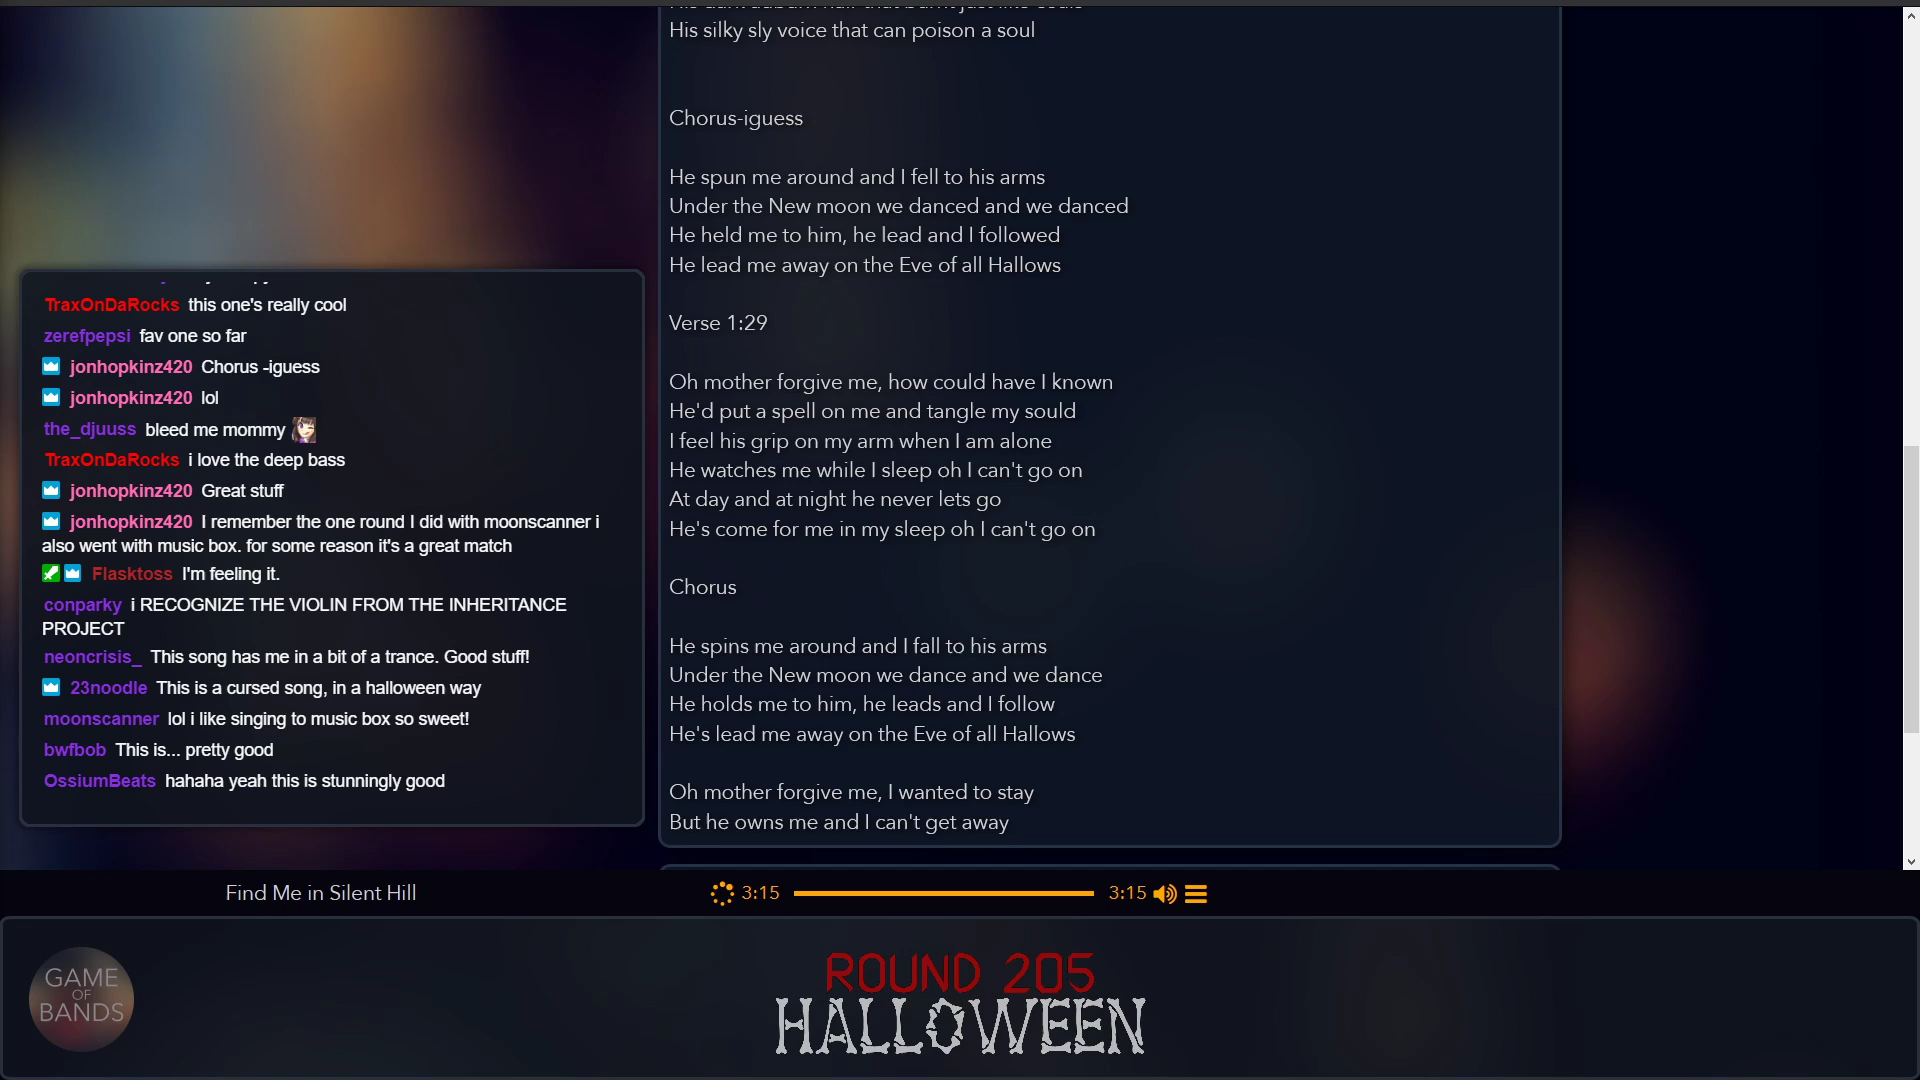 His silky sly voice that can poison a soul
Chorus-iguess
He spun me around and I fell to his arms
Under the New moon we danced and we danced
He held me to him, he lead and I followed
He lead me away on the Eve of all Hallows
Verse 1:29
Oh mother forgive me, how could have I known
He'd put a spell on me and tangle my sould
I feel his grip on my arm when I am alone
He watches me while I sleep oh I can't go on
At day and at night he never lets go
He's come for me in my sleep oh I can't go on
Chorus
He spins me around and I fall to his arms
Under the New moon we dance and we dance
He holds me to him, he leads and I follow
He's lead me away on the Eve of all Hallows
Oh mother forgive me, I wanted to stay
But he owns me and I can't get away
TraxOnDaRocks this one's really cool
zerefpepsi fav one so far
jonhopkinz420 Chorus -iguess
jonhopkinz420 lol
the_djuuss bleed me mommy
TraxOnDaRocks i love the deep bass
jonhopkinz420 Great stuff
jonhopkinz420 I remember the one round I did with moonscanner i
also went with music box. for some reason it's a great match
Flasktoss I'm feeling it.
conparky i RECOGNIZE THE VIOLIN FROM THE INHERITANCE
PROJECT
neoncrisis_ This song has me in a bit of a trance. Good stuff!
23noodle This is a cursed song, in a halloween way
moonscanner lol i like singing to music box so sweet!
bwfbob This is... pretty good
OssiumBeats hahaha yeah this is stunningly good
Find Me in Silent Hill
3:15
3:15
GAME
OF
BANDS
ROUND 205
HALLOWEEN